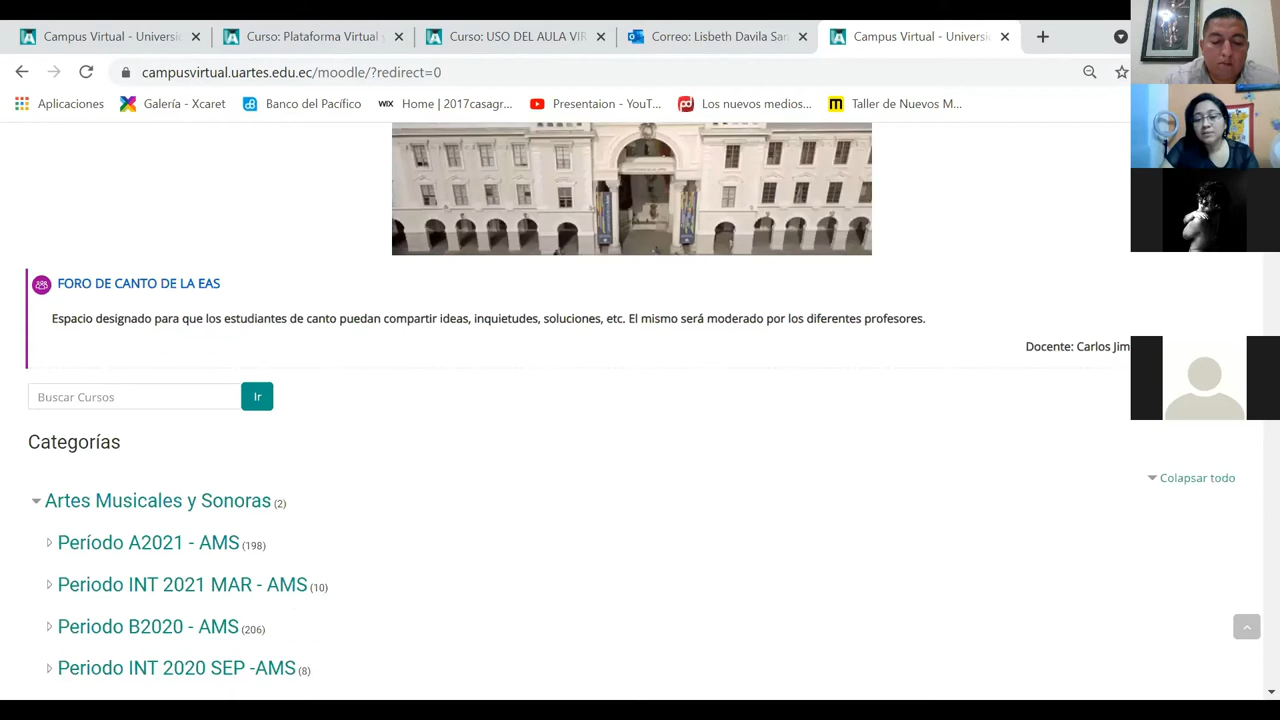 Campus Virtual - Universi
Curso: Plataforma Virtual y
Curso: USO DEL AULA VIR
Correo: Lisbeth Davila San
Campus Virtual - Universi
campusvirtual.uartes.edu.ec/moodle/?redirect=0
Aplicaciones
Galería - Xcaret
Banco del Pacífico
WIX Home | 2017casagr...
Presentaion - YouT...
Los nuevos medios...
Taller de Nuevos M...
FORO DE CANTO DE LA EAS
Espacio designado para que los estudiantes de canto puedan compartir ideas, inquietudes, soluciones, etc. El mismo será moderado por los diferentes profesores.
Docente: Carlos Jim
Buscar Cursos
Ir
Categorías
Colapsar todo
Artes Musicales y Sonoras (2)
Período A2021 - AMS (198)
Periodo INT 2021 MAR - AMS (10)
Periodo B2020 - AMS (206)
Periodo INT 2020 SEP -AMS (8)